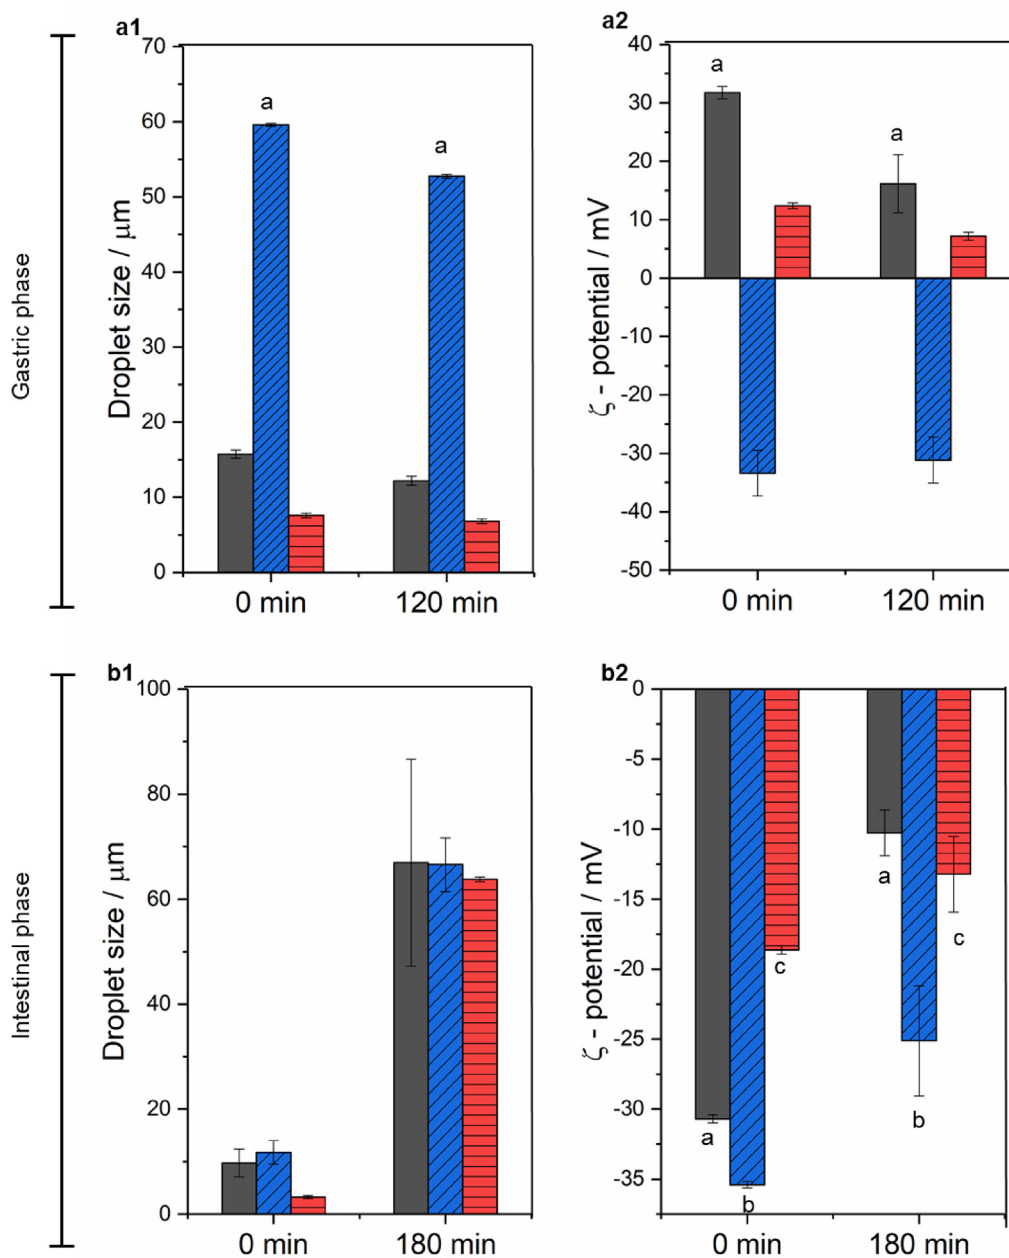 Gastric phase
a1
Droplet size / μm
70
60
50
40
30
20
10
0
a
a
0 min
120 min
a2
ζ - potential / mV
40
30
20
10
0
-10
-20
-30
-40
-50
a
a
0 min
120 min
Intestinal phase
b1
Droplet size / μm
100
80
60
40
20
0
0 min
180 min
b2
ζ - potential / mV
0
-5
-10
-15
-20
-25
-30
-35
a
b
c
a
b
c
0 min
180 min